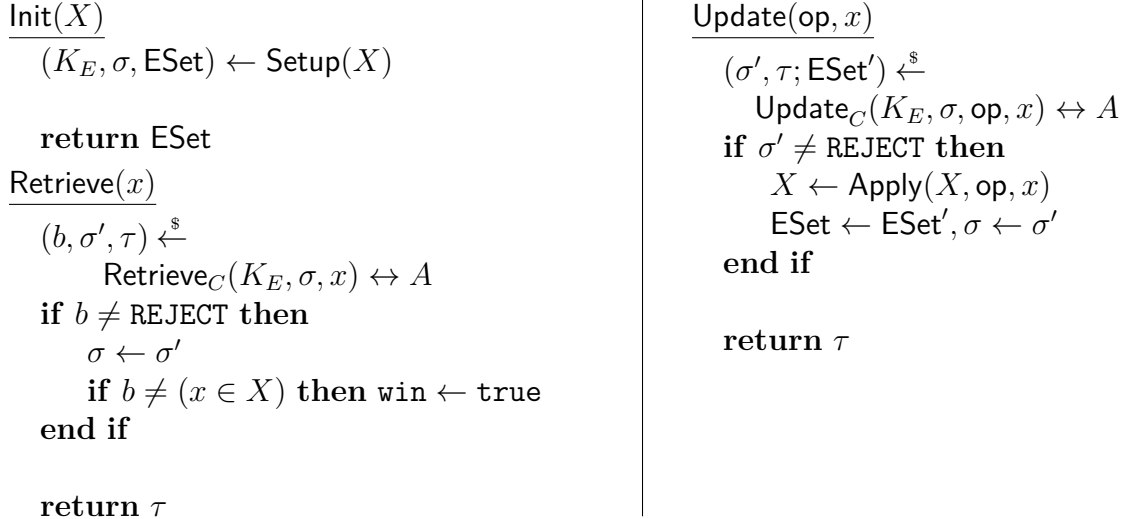 Init(X)
(K_E, σ, ESet) ← Setup(X)
return ESet
Retrieve(x)
(b, σ′, τ) ←$
Retrieve_C(K_E, σ, x) ↔ A
if b ≠ REJECT then
σ ← σ′
if b ≠ (x ∈ X) then win ← true
end if
return τ
Update(op, x)
(σ′, τ; ESet′) ←$
Update_C(K_E, σ, op, x) ↔ A
if σ′ ≠ REJECT then
X ← Apply(X, op, x)
ESet ← ESet′, σ ← σ′
end if
return τ